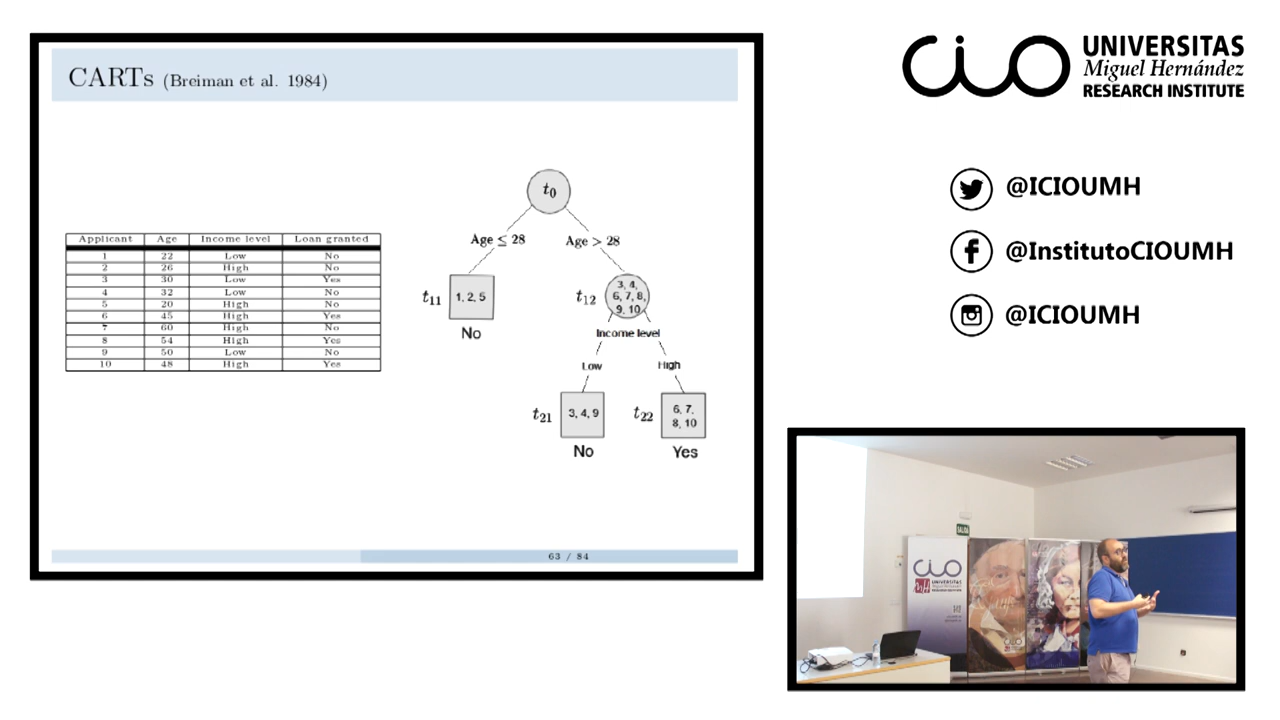 CARTs (Breiman et al. 1984)
Applicant Age Income level Loan granted
1 22 Low No
2 26 High No
3 30 Low Yes
4 32 Low No
5 20 High No
6 45 High Yes
7 60 High No
8 54 High Yes
9 50 Low No
10 48 High Yes
t0
Age ≤ 28 Age > 28
t11 1, 2, 5
No
t12 3, 4,
6, 7, 8,
9, 10
Income level
Low High
t21 3, 4, 9
No
t22 6, 7,
8, 10
Yes
63 / 84
CIO UNIVERSITAS
Miguel Hernández
RESEARCH INSTITUTE
@ICIOUMH
@InstitutoCIOUMH
@ICIOUMH
SALIDA
CIO
UNIVERSITAS